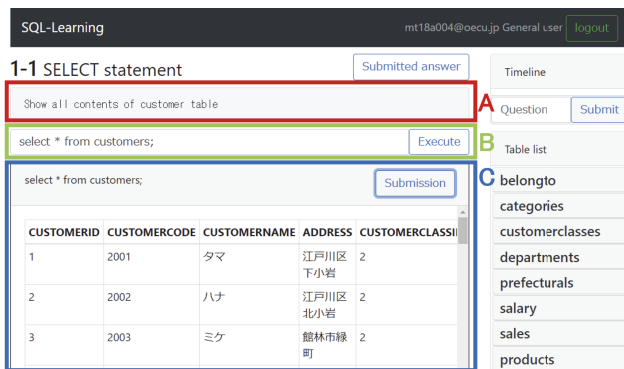 SQL-Learning
mt18a004@oecu.jp General user logout
1-1 SELECT statement
Submitted answer
Show all contents of customer table
A
select * from customers;
Execute
B
C
select * from customers;
Submission
CUSTOMERID CUSTOMERCODE CUSTOMERNAME ADDRESS
1 2001 タマ 江戸川区 2
下小岩
2 2002 ハナ 江戸川区 2
北小岩
3 2003 ミケ 館林市緑 2
町
Timeline
Question Submit
Table list
belongto
categories
customerclasses
departments
prefecturals
salary
sales
products